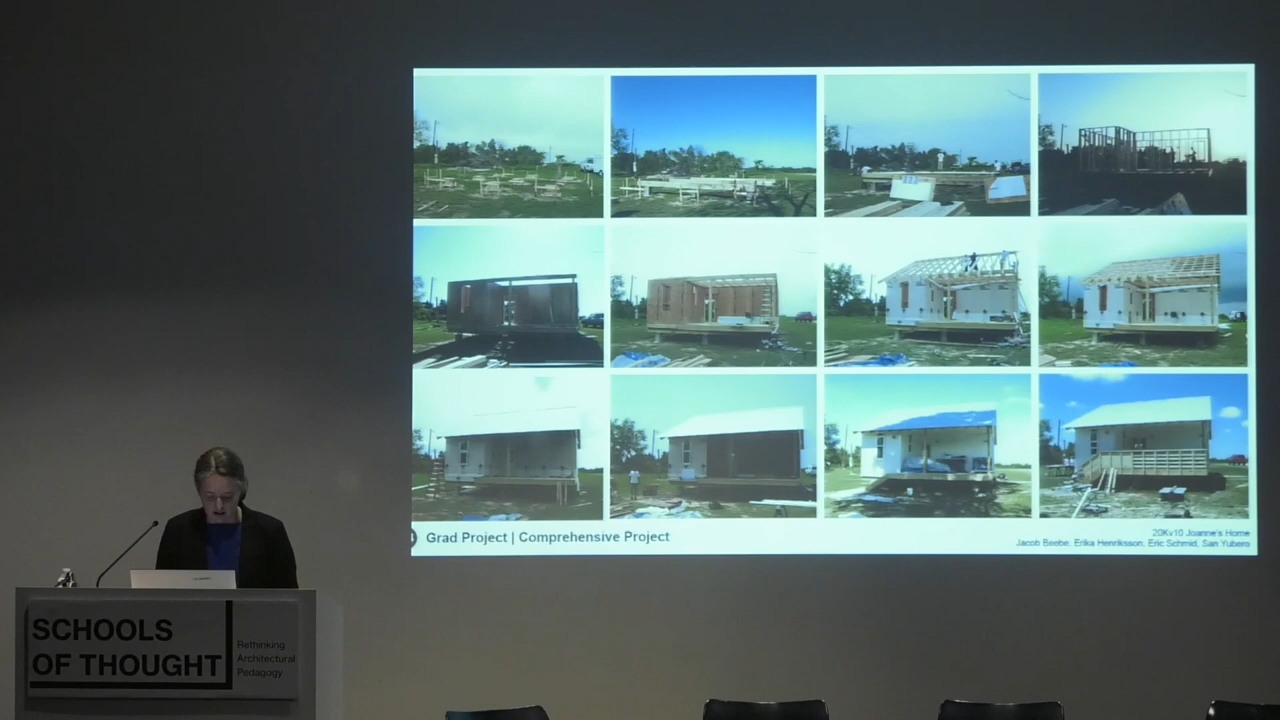 Grad Project | Comprehensive Project
20Kv10 Joanne's Home
Jacob Beebe, Erika Henriksson, Eric Schmid, San Yubero
SCHOOLS
OF THOUGHT
Rethinking
Architectural
Pedagogy